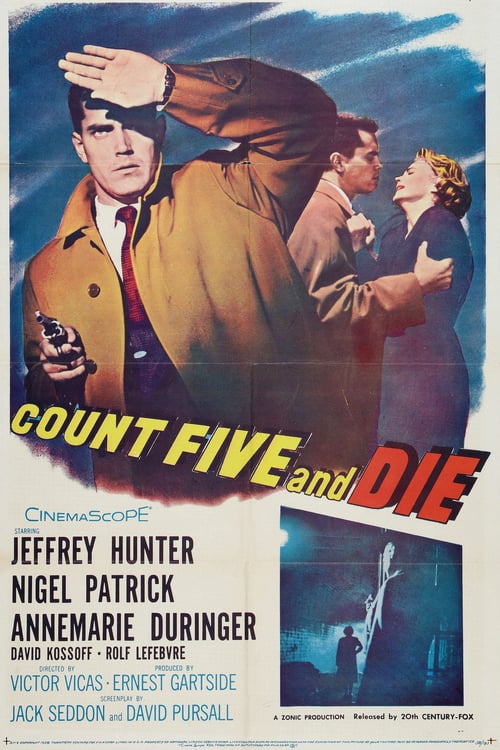 COUNT FIVE and DIE
CINEMASCOPE
STARRING
JEFFREY HUNTER
NIGEL PATRICK
ANNEMARIE DURINGER
DAVID KOSSOFF · ROLF LEFEBVRE
DIRECTED BY PRODUCED BY
VICTOR VICAS · ERNEST GARTSIDE
SCREENPLAY BY
JACK SEDDON and DAVID PURSALL
A ZONIC PRODUCTION Released by 20th CENTURY-FOX